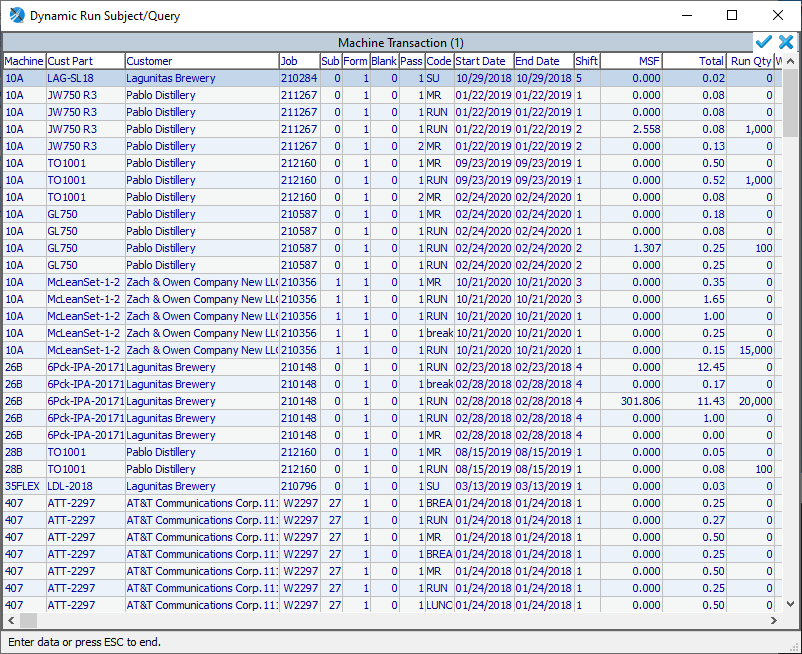 Dynamic Run Subject/Query
Machine Transaction (1)
Machine Cust Part Customer Job Sub Form Blank Pass Code Start Date End Date Shift MSF Total Run Qty W
10A LAG-SL18 Lagunitas Brewery 210284 0 1 0 1 SU 10/29/2018 10/29/2018 5 0.000 0.02 0
10A JW750 R3 Pablo Distillery 211267 0 1 0 1 MR 01/22/2019 01/22/2019 1 0.000 0.08 0
10A JW750 R3 Pablo Distillery 211267 0 1 0 1 RUN 01/22/2019 01/22/2019 1 0.000 0.08 0
10A JW750 R3 Pablo Distillery 211267 0 1 0 1 RUN 01/22/2019 01/22/2019 2 2.558 0.08 1,000
10A JW750 R3 Pablo Distillery 211267 0 1 0 2 MR 01/22/2019 01/22/2019 2 0.000 0.13 0
10A TO1001 Pablo Distillery 212160 0 1 0 1 MR 09/23/2019 09/23/2019 1 0.000 0.50 0
10A TO1001 Pablo Distillery 212160 0 1 0 1 RUN 09/23/2019 09/23/2019 1 0.000 0.52 1,000
10A TO1001 Pablo Distillery 212160 0 1 0 2 MR 02/24/2020 02/24/2020 1 0.000 0.08 0
10A GL750 Pablo Distillery 210587 0 1 0 1 MR 02/24/2020 02/24/2020 1 0.000 0.18 0
10A GL750 Pablo Distillery 210587 0 1 0 1 RUN 02/24/2020 02/24/2020 1 0.000 0.08 0
10A GL750 Pablo Distillery 210587 0 1 0 1 RUN 02/24/2020 02/24/2020 2 1.307 0.25 100
10A GL750 Pablo Distillery 210587 0 1 0 1 RUN 02/24/2020 02/24/2020 2 0.000 0.25 0
10A McLeanSet-1-2 Zach & Owen Company New LLC 210356 1 1 0 1 MR 10/21/2020 10/21/2020 3 0.000 0.35 0
10A McLeanSet-1-2 Zach & Owen Company New LLC 210356 1 1 0 1 RUN 10/21/2020 10/21/2020 3 0.000 1.65 0
10A McLeanSet-1-2 Zach & Owen Company New LLC 210356 1 1 0 1 RUN 10/21/2020 10/21/2020 1 0.000 1.00 0
10A McLeanSet-1-2 Zach & Owen Company New LLC 210356 1 1 0 1 break 10/21/2020 10/21/2020 1 0.000 0.25 0
10A McLeanSet-1-2 Zach & Owen Company New LLC 210356 1 1 0 1 RUN 10/21/2020 10/21/2020 1 0.000 0.15 15,000
26B 6Pck-IPA-20171 Lagunitas Brewery 210148 0 1 0 1 RUN 02/23/2018 02/23/2018 4 0.000 12.45 0
26B 6Pck-IPA-20171 Lagunitas Brewery 210148 0 1 0 1 break 02/28/2018 02/28/2018 4 0.000 0.17 0
26B 6Pck-IPA-20171 Lagunitas Brewery 210148 0 1 0 1 RUN 02/28/2018 02/28/2018 4 301.806 11.43 20,000
26B 6Pck-IPA-20171 Lagunitas Brewery 210148 0 1 0 1 RUN 02/28/2018 02/28/2018 4 0.000 1.00 0
26B 6Pck-IPA-20171 Lagunitas Brewery 210148 0 1 0 1 MR 02/28/2018 02/28/2018 4 0.000 0.00 0
28B TO1001 Pablo Distillery 212160 0 1 0 1 MR 08/15/2019 08/15/2019 1 0.000 0.05 0
28B TO1001 Pablo Distillery 212160 0 1 0 1 RUN 08/15/2019 08/15/2019 1 0.000 0.08 100
35FLEX LDL-2018 Lagunitas Brewery 210796 0 1 0 1 SU 03/13/2019 03/13/2019 1 0.000 0.03 0
407 ATT-2297 AT&T Communications Corp.111 W2297 27 1 0 1 BREA 01/24/2018 01/24/2018 1 0.000 0.25 0
407 ATT-2297 AT&T Communications Corp.111 W2297 27 1 0 1 RUN 01/24/2018 01/24/2018 1 0.000 0.27 0
407 ATT-2297 AT&T Communications Corp.111 W2297 27 1 0 1 MR 01/24/2018 01/24/2018 1 0.000 0.50 0
407 ATT-2297 AT&T Communications Corp.111 W2297 27 1 0 1 BREA 01/24/2018 01/24/2018 1 0.000 0.25 0
407 ATT-2297 AT&T Communications Corp.111 W2297 27 1 0 1 MR 01/24/2018 01/24/2018 1 0.000 0.50 0
407 ATT-2297 AT&T Communications Corp.111 W2297 27 1 0 1 RUN 01/24/2018 01/24/2018 1 0.000 0.25 0
407 ATT-2297 AT&T Communications Corp.111 W2297 27 1 0 1 LUNC 01/24/2018 01/24/2018 1 0.000 0.50 0
Enter data or press ESC to end.